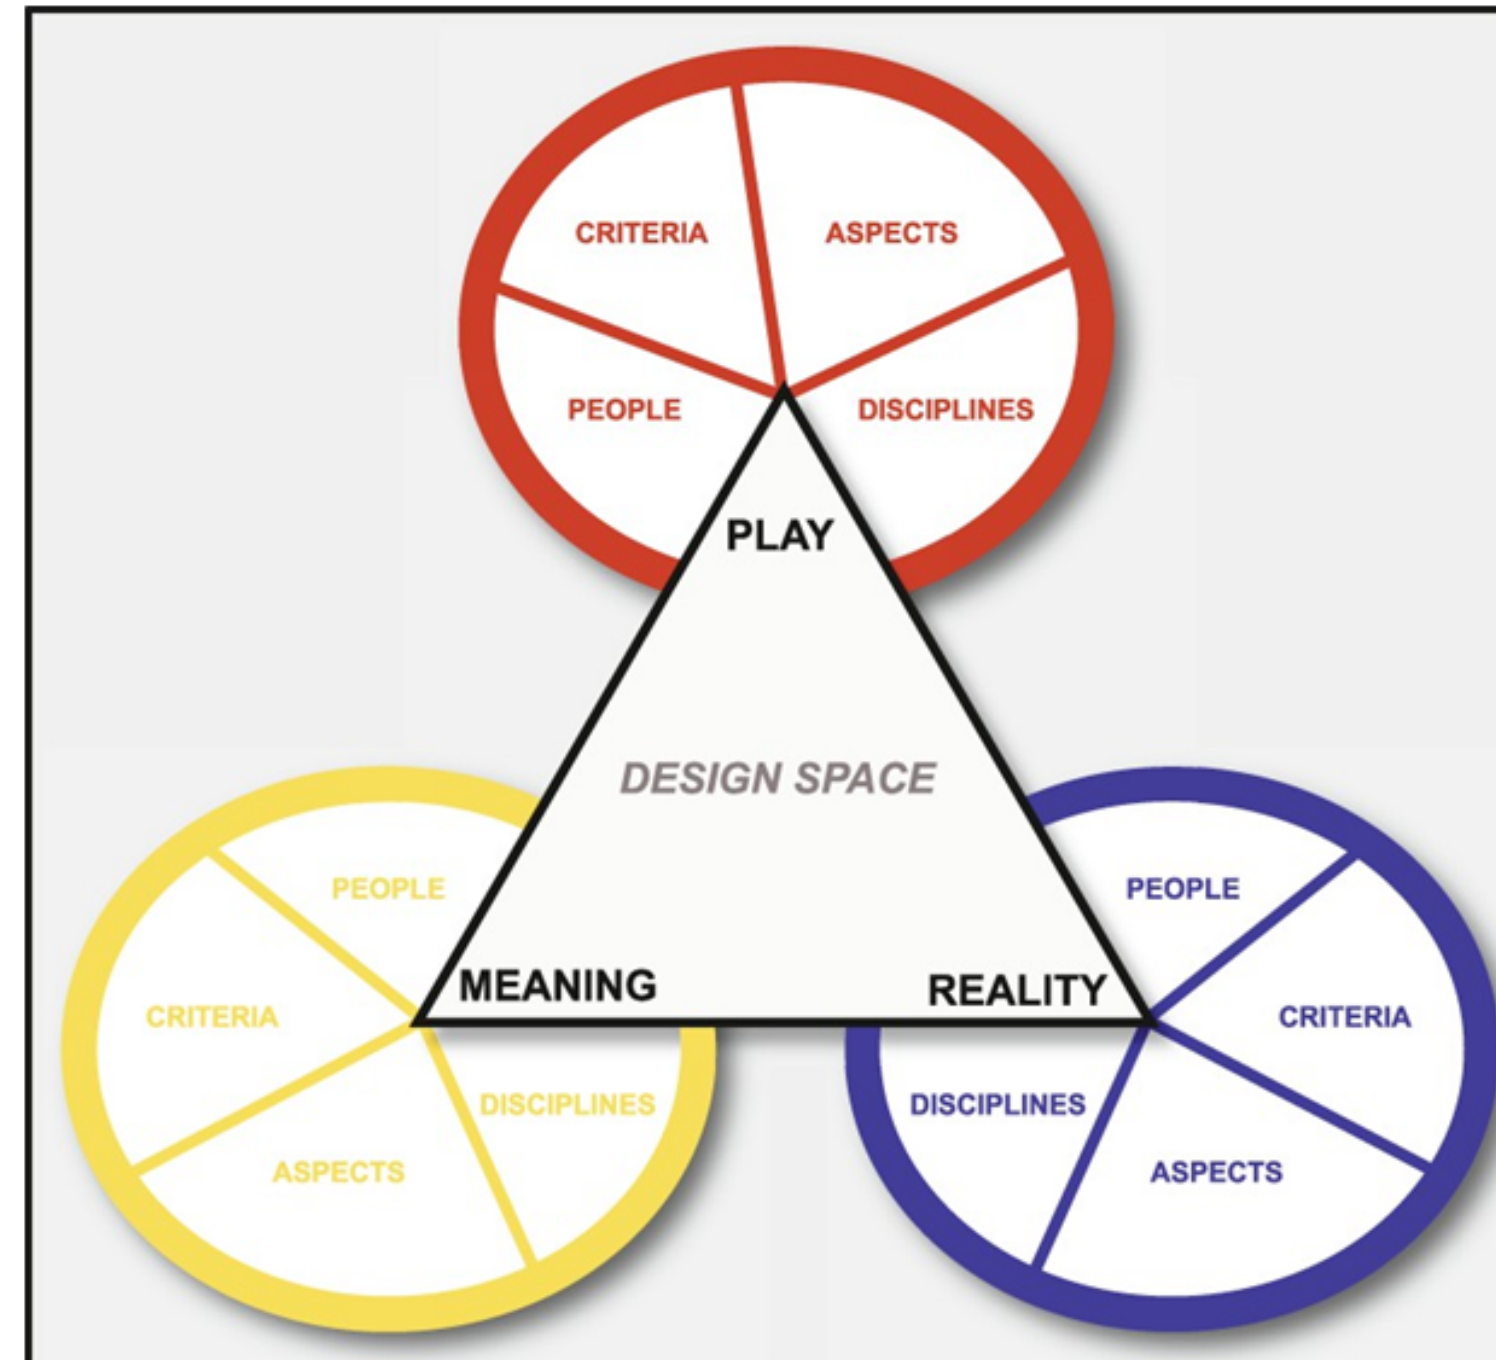 CRITERIA
ASPECTS
PEOPLE
DISCIPLINES
PLAY
DESIGN SPACE
PEOPLE
MEANING
CRITERIA
DISCIPLINES
ASPECTS
PEOPLE
REALITY
CRITERIA
DISCIPLINES
ASPECTS